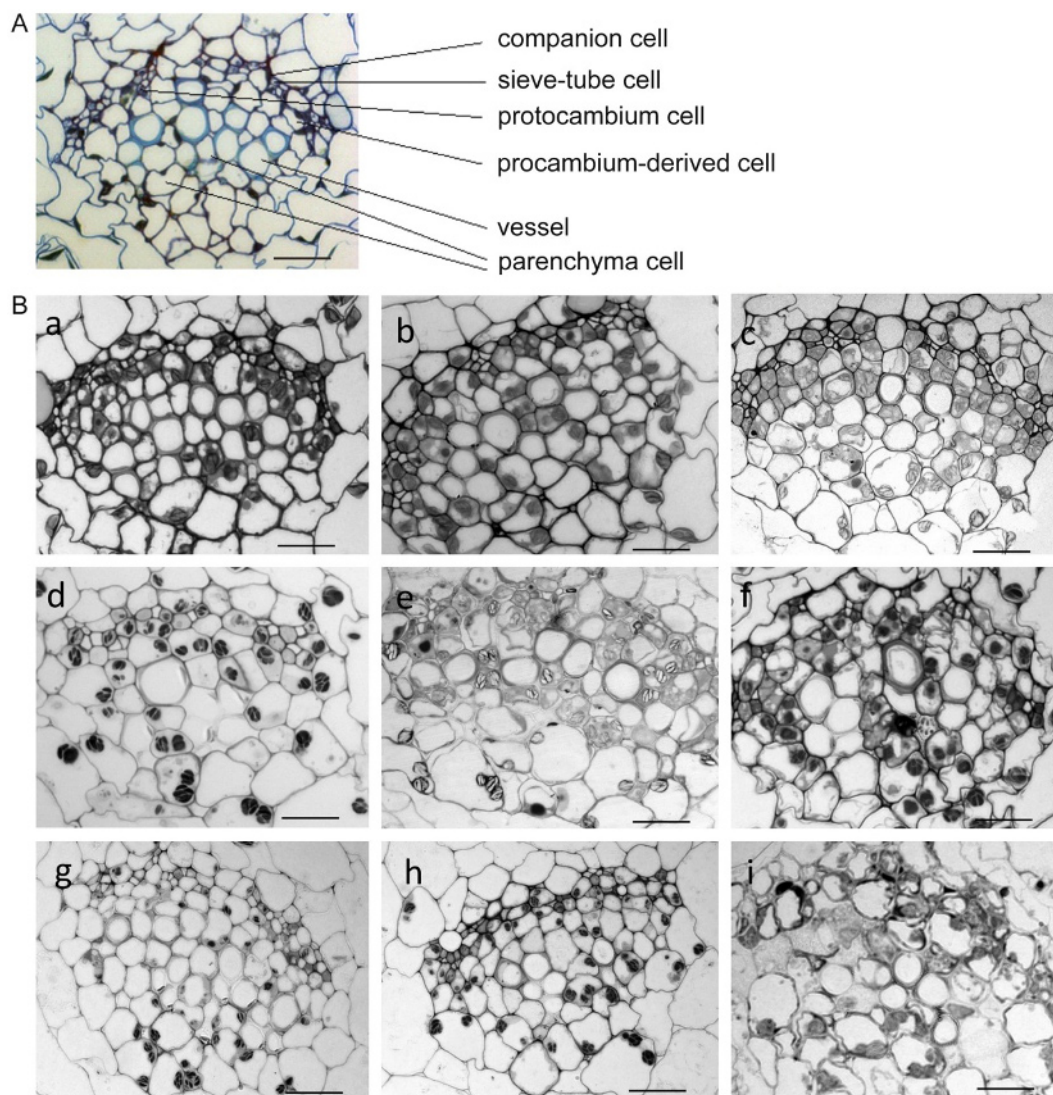 A
companion cell
sieve-tube cell
protocambium cell
procambium-derived cell
vessel
parenchyma cell
B
a
b
c
d
e
f
g
h
i